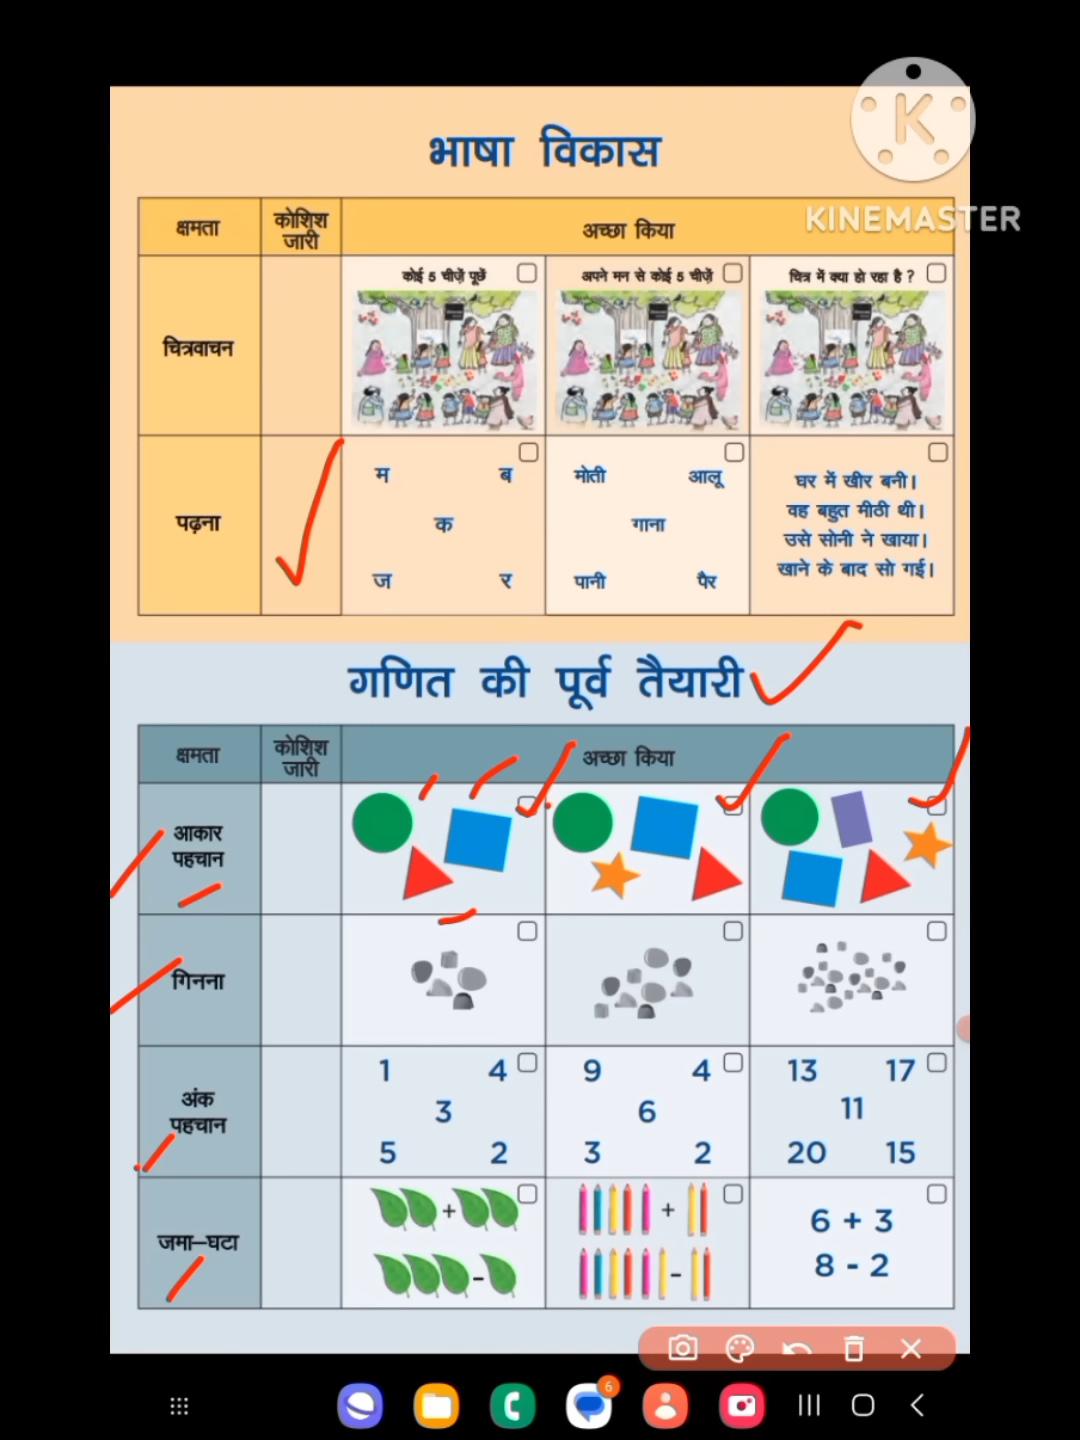 भाषा विकास
KINEMASTER
क्षमता कोशिश जारी अच्छा किया
चित्रवाचन
कोई 5 चीज़ें पूछें
अपने मन से कोई 5 चीज़ें
चित्र में क्या हो रहा है ?
पढ़ना
म ब
क
ज र
मोती आलू
गाना
पानी पैर
घर में खीर बनी।
वह बहुत मीठी थी।
उसे सोनी ने खाया।
खाने के बाद सो गई।
गणित की पूर्व तैयारी
क्षमता कोशिश जारी अच्छा किया
आकार
पहचान
गिनना
अंक
पहचान
1 4
3
5 2
9 4
6
3 2
13 17
11
20 15
जमा–घटा
+
-
+
-
6 + 3
8 - 2
6